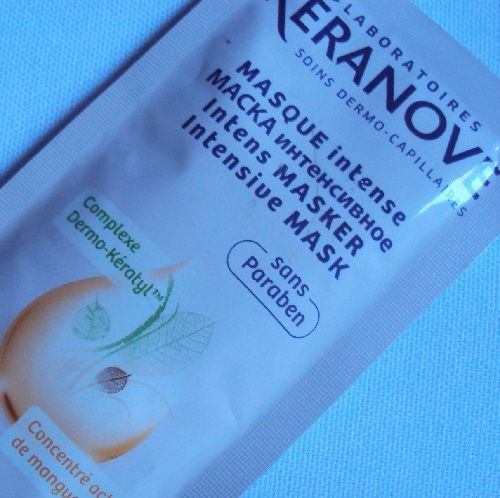 LABORATOIRES
KERANOVE
SOINS DERMO-CAPILLAIRES
MASQUE intense
МАСКА ИНТЕНСИВНОЕ
Intens MASKER
Intensive MASK
sans
Paraben
Complexe
Dermo-Kératyl™
Concentré act
de mangue